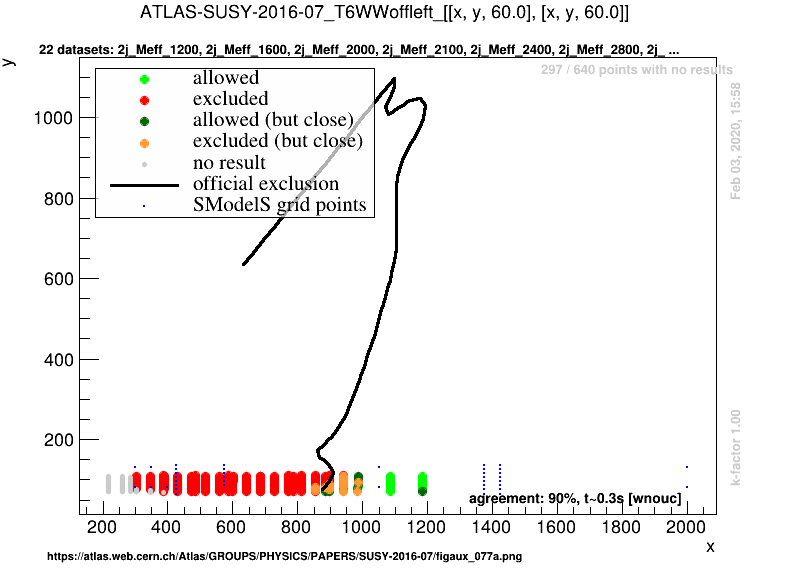 ATLAS-SUSY-2016-07_T6WWoffleft_[[x, y, 60.0], [x, y, 60.0]]
22 datasets: 2j_Meff_1200, 2j_Meff_1600, 2j_Meff_2000, 2j_Meff_2100, 2j_Meff_2400, 2j_Meff_2800, 2j_ ...
y
297 / 640 points with no results
allowed
excluded
allowed (but close)
excluded (but close)
no result
official exclusion
SModelS grid points
Feb 03, 2020, 15:58
k-factor 1.00
1000
800
600
400
200
agreement: 90%, t~0.3s [wnouc]
200 400 600 800 1000 1200 1400 1600 1800 2000
x
https://atlas.web.cern.ch/Atlas/GROUPS/PHYSICS/PAPERS/SUSY-2016-07/figaux_077a.png